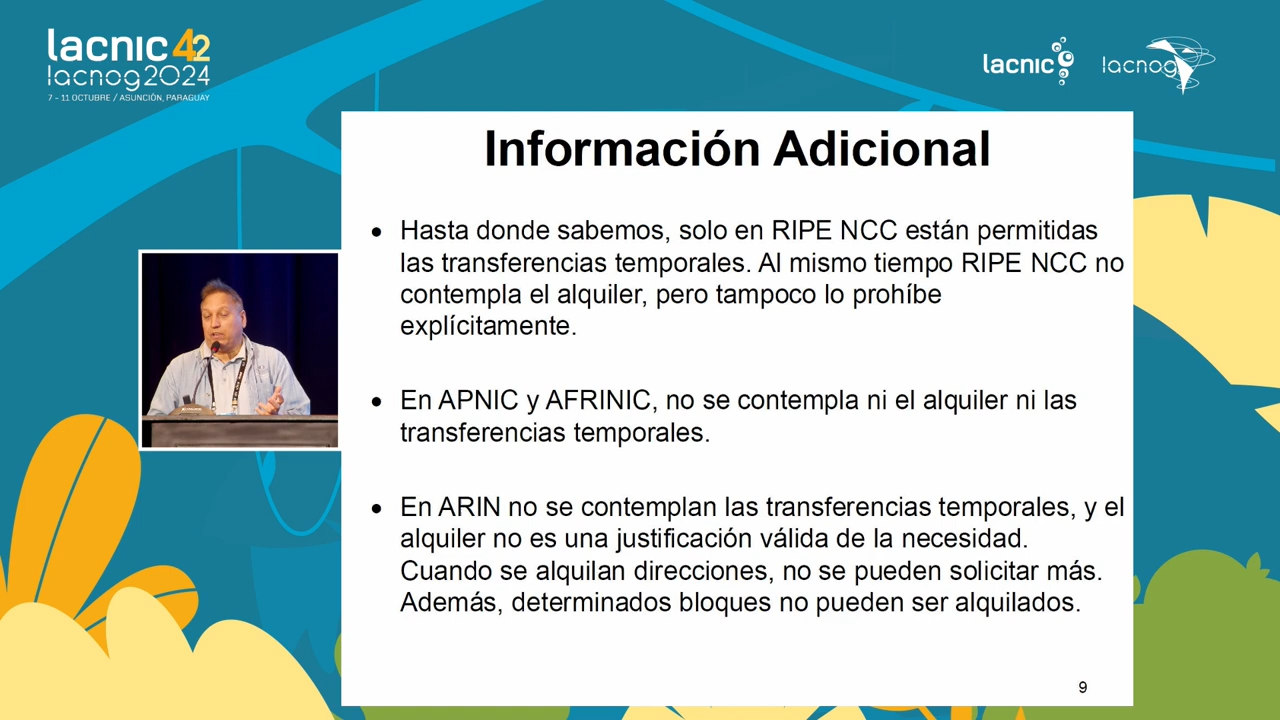 lacnic 42
lacnog 2024
7 - 11 OCTUBRE / ASUNCIÓN, PARAGUAY
lacnic
lacnog
Información Adicional
• Hasta donde sabemos, solo en RIPE NCC están permitidas
las transferencias temporales. Al mismo tiempo RIPE NCC no
contempla el alquiler, pero tampoco lo prohíbe
explícitamente.
• En APNIC y AFRINIC, no se contempla ni el alquiler ni las
transferencias temporales.
• En ARIN no se contemplan las transferencias temporales, y el
alquiler no es una justificación válida de la necesidad.
Cuando se alquilan direcciones, no se pueden solicitar más.
Además, determinados bloques no pueden ser alquilados.
9